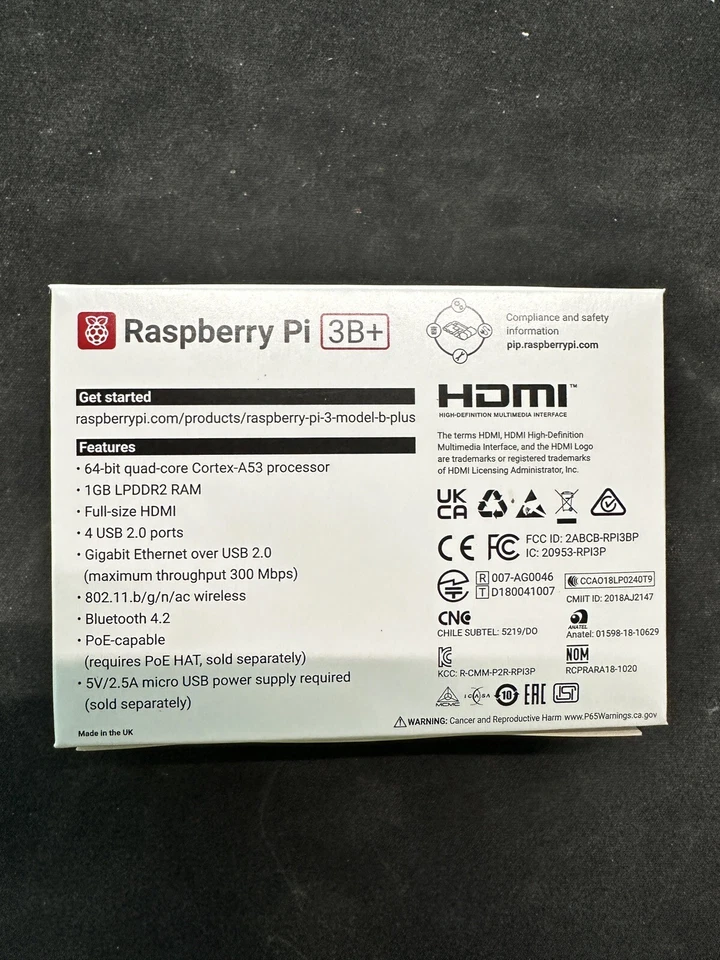 Raspberry Pi 3B+
Get started
raspberrypi.com/products/raspberry-pi-3-model-b-plus
Features
· 64-bit quad-core Cortex-A53 processor
· 1GB LPDDR2 RAM
· Full-size HDMI
· 4 USB 2.0 ports
· Gigabit Ethernet over USB 2.0
(maximum throughput 300 Mbps)
· 802.11.b/g/n/ac wireless
· Bluetooth 4.2
· PoE-capable
(requires PoE HAT, sold separately)
· 5V/2.5A micro USB power supply required
(sold separately)
Made in the UK
Compliance and safety
information
pip.raspberrypi.com
HDMI™
HIGH-DEFINITION MULTIMEDIA INTERFACE
The terms HDMI, HDMI High-Definition
Multimedia Interface, and the HDMI Logo
are trademarks or registered trademarks
of HDMI Licensing Administrator, Inc.
UK
CA
CE FC FCC ID: 2ABCB-RPI3BP
IC: 20953-RPI3P
R 007-AG0046
T D180041007
CCAO18LP0240T9
CMIIT ID: 2018AJ2147
CNC
CHILE SUBTEL: 5219/DO
ANATEL
Anatel: 01598-18-10629
KCC: R-CMM-P2R-RPI3P
NOM
RCPRARA18-1020
ICASA 10 EAC
WARNING: Cancer and Reproductive Harm www.P65Warnings.ca.gov